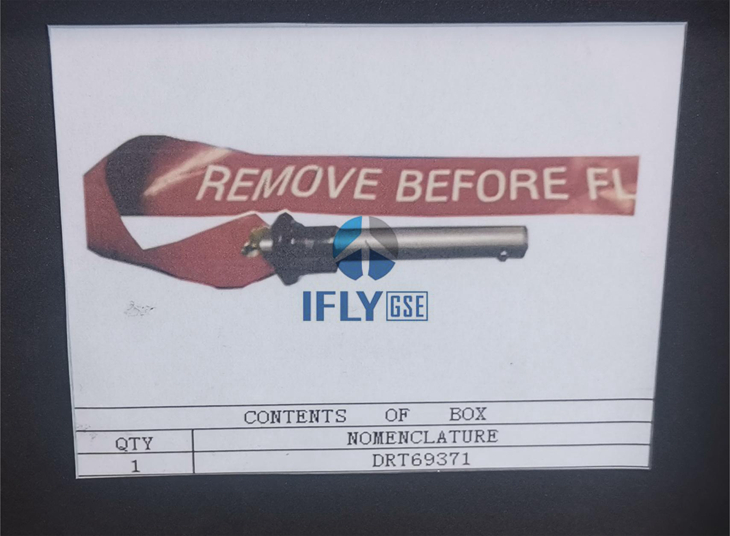 REMOVE BEFORE FL
IFLY GSE
CONTENTS OF BOX
QTY NOMENCLATURE
1 DRT69371